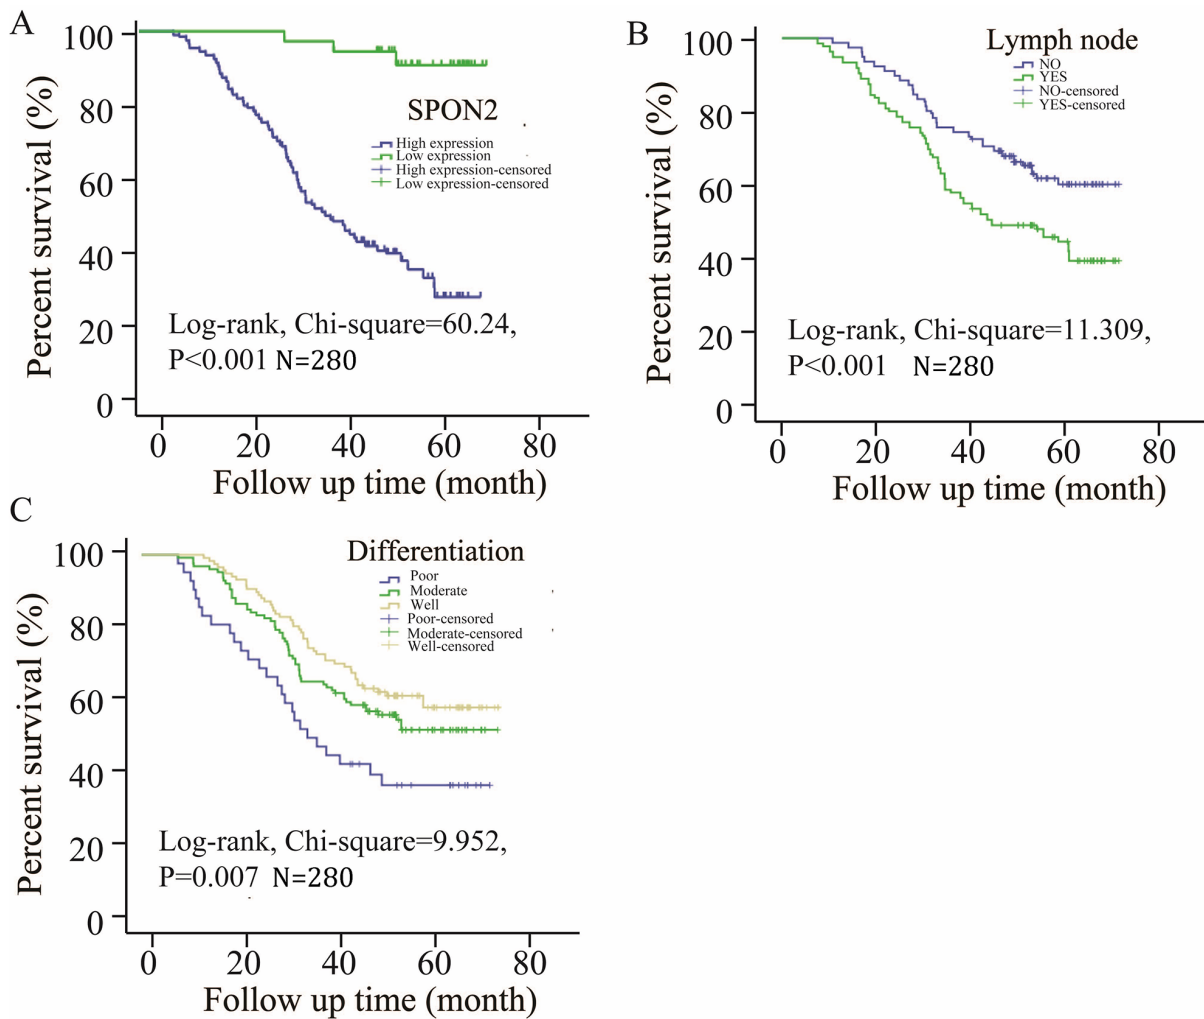 A
Percent survival (%)
100
80
60
40
20
0
SPON2
High expression
Low expression
High expression-censored
Low expression-censored
Log-rank, Chi-square=60.24,
P<0.001 N=280
0 20 40 60 80
Follow up time (month)
B
Percent survival (%)
100
80
60
40
20
0
Lymph node
NO
YES
NO-censored
YES-censored
Log-rank, Chi-square=11.309,
P<0.001 N=280
0 20 40 60 80
Follow up time (month)
C
Percent survival (%)
100
80
60
40
20
0
Differentiation
Poor
Moderate
Well
Poor-censored
Moderate-censored
Well-censored
Log-rank, Chi-square=9.952,
P=0.007 N=280
0 20 40 60 80
Follow up time (month)